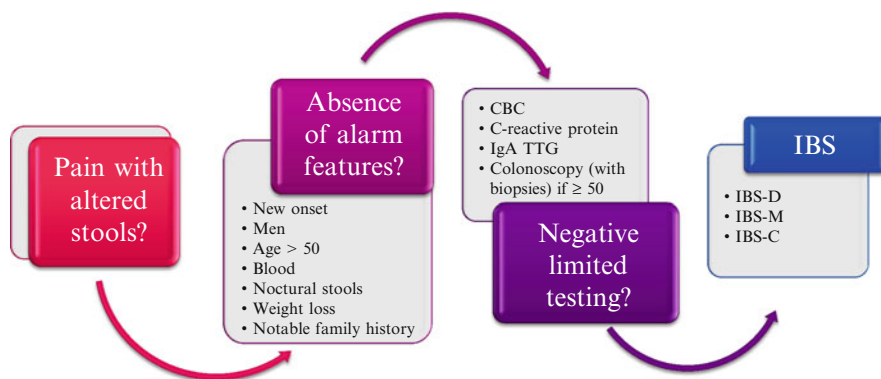 Pain with
altered
stools?
Absence
of alarm
features?
• New onset
• Men
• Age > 50
• Blood
• Noctural stools
• Weight loss
• Notable family history
• CBC
• C-reactive protein
• IgA TTG
• Colonoscopy (with
biopsies) if ≥ 50
Negative
limited
testing?
IBS
• IBS-D
• IBS-M
• IBS-C